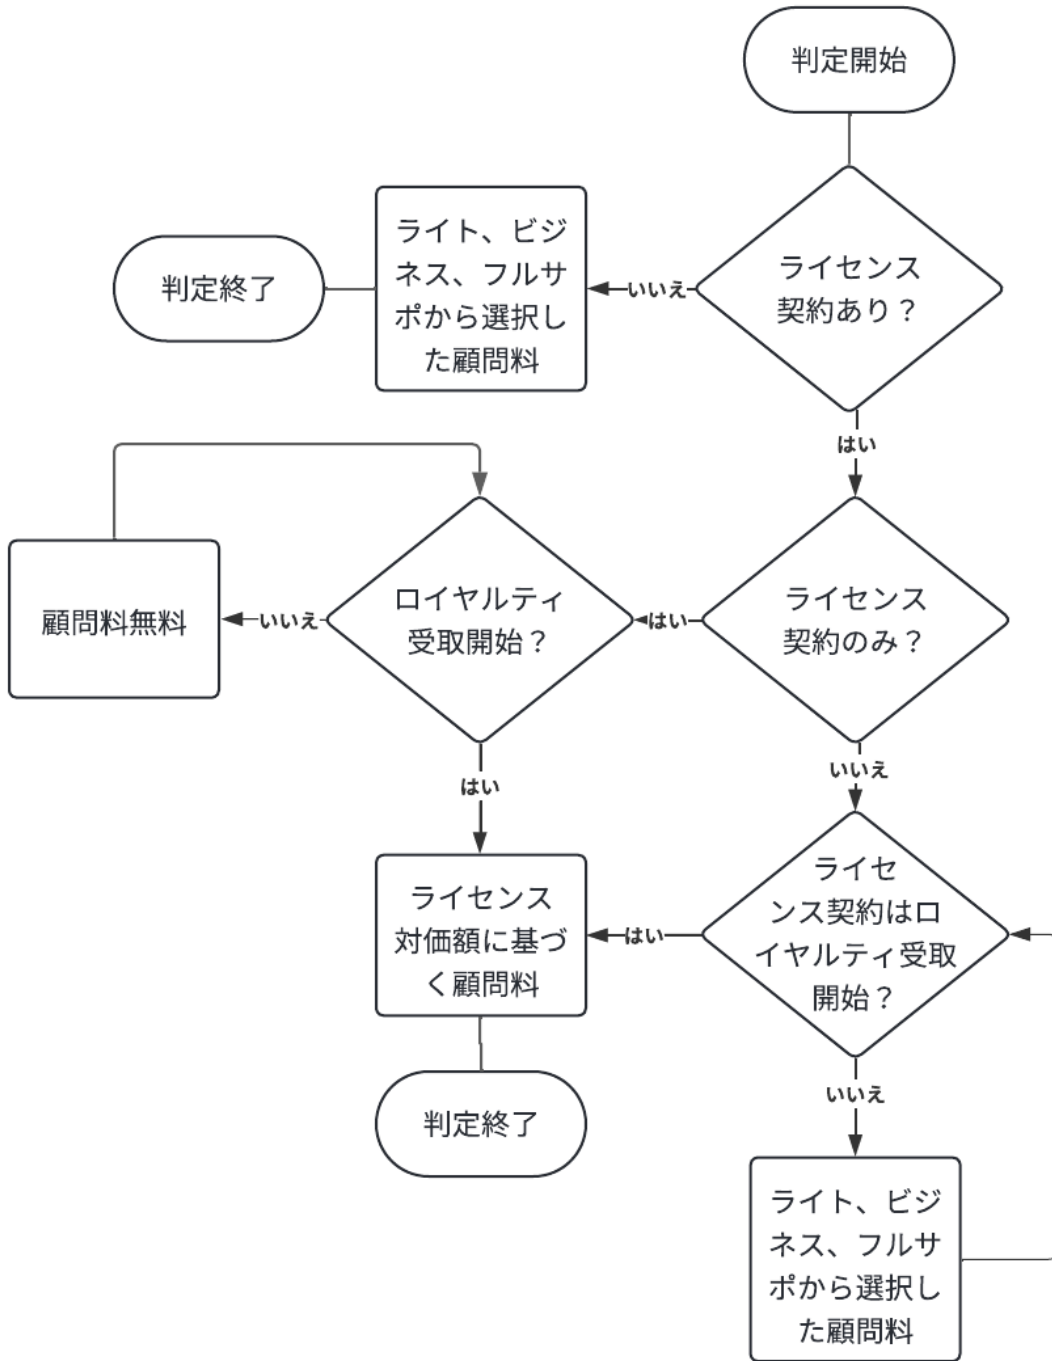 判定開始
ライセンス
契約あり？
いいえ
ライト、ビジ
ネス、フルサ
ポから選択し
た顧問料
判定終了
はい
ライセンス
契約のみ？
はい
ロイヤルティ
受取開始？
いいえ
顧問料無料
はい
いいえ
ライセ
ンス契約はロ
イヤルティ受取
開始？
はい
ライセンス
対価額に基づ
く顧問料
判定終了
いいえ
ライト、ビジ
ネス、フルサ
ポから選択し
た顧問料